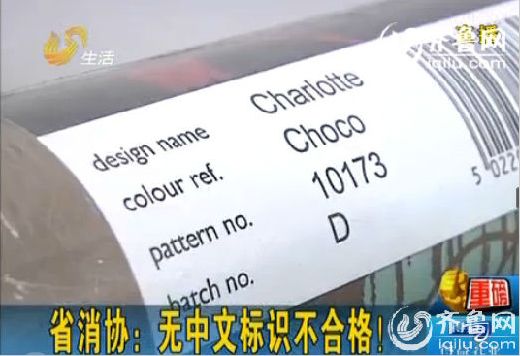 生活
齐鲁网
iqilu.com
design name Charlotte
colour ref. Choco
pattern no. 10173
batch no. D
5 022
重磅
省消协：无中文标识不合格！
齐鲁网
iqilu.com